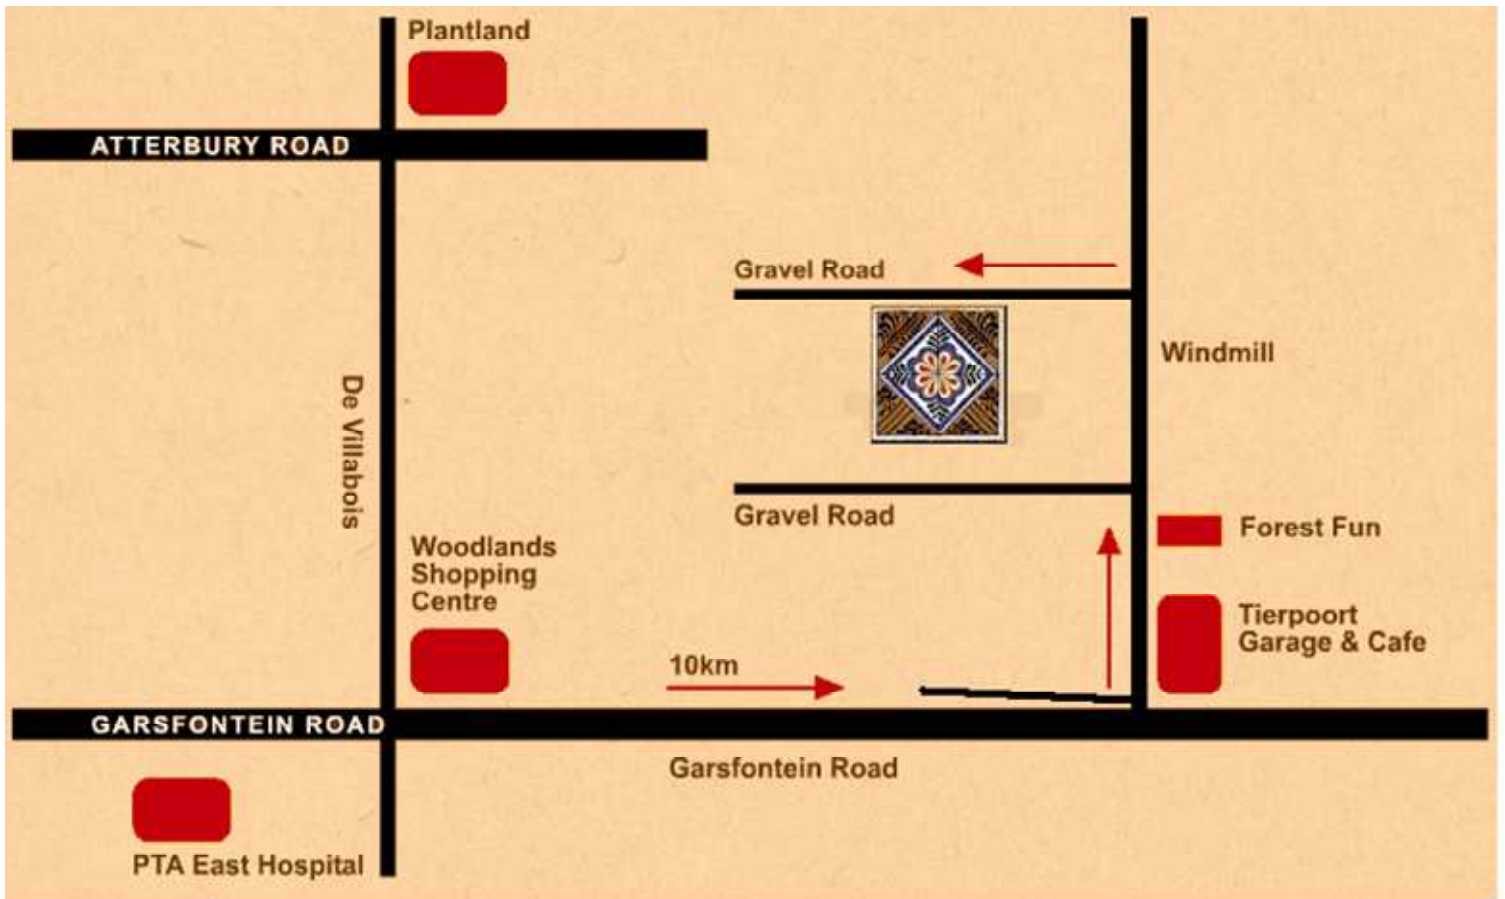 Plantland
ATTERBURY ROAD
Gravel Road
Windmill
De Villabois
Gravel Road
Forest Fun
Woodlands
Shopping
Centre
Tierpoort
Garage & Cafe
10km
GARSFONTEIN ROAD
Garsfontein Road
PTA East Hospital